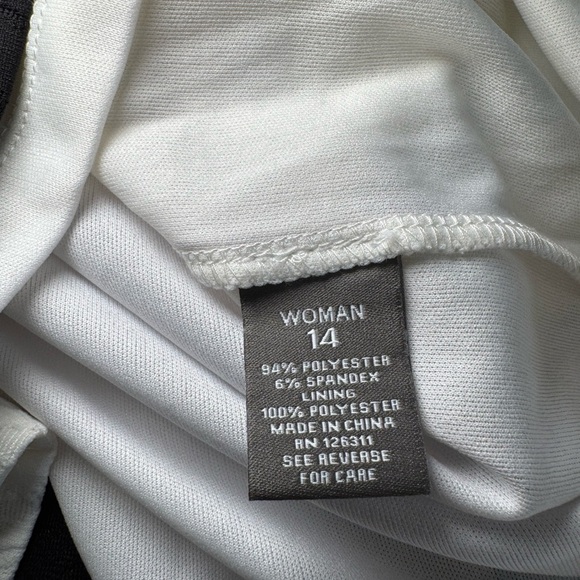 WOMAN
14
94% POLYESTER
6% SPANDEX
LINING
100% POLYESTER
MADE IN CHINA
RN 126311
SEE REVERSE
FOR CARE